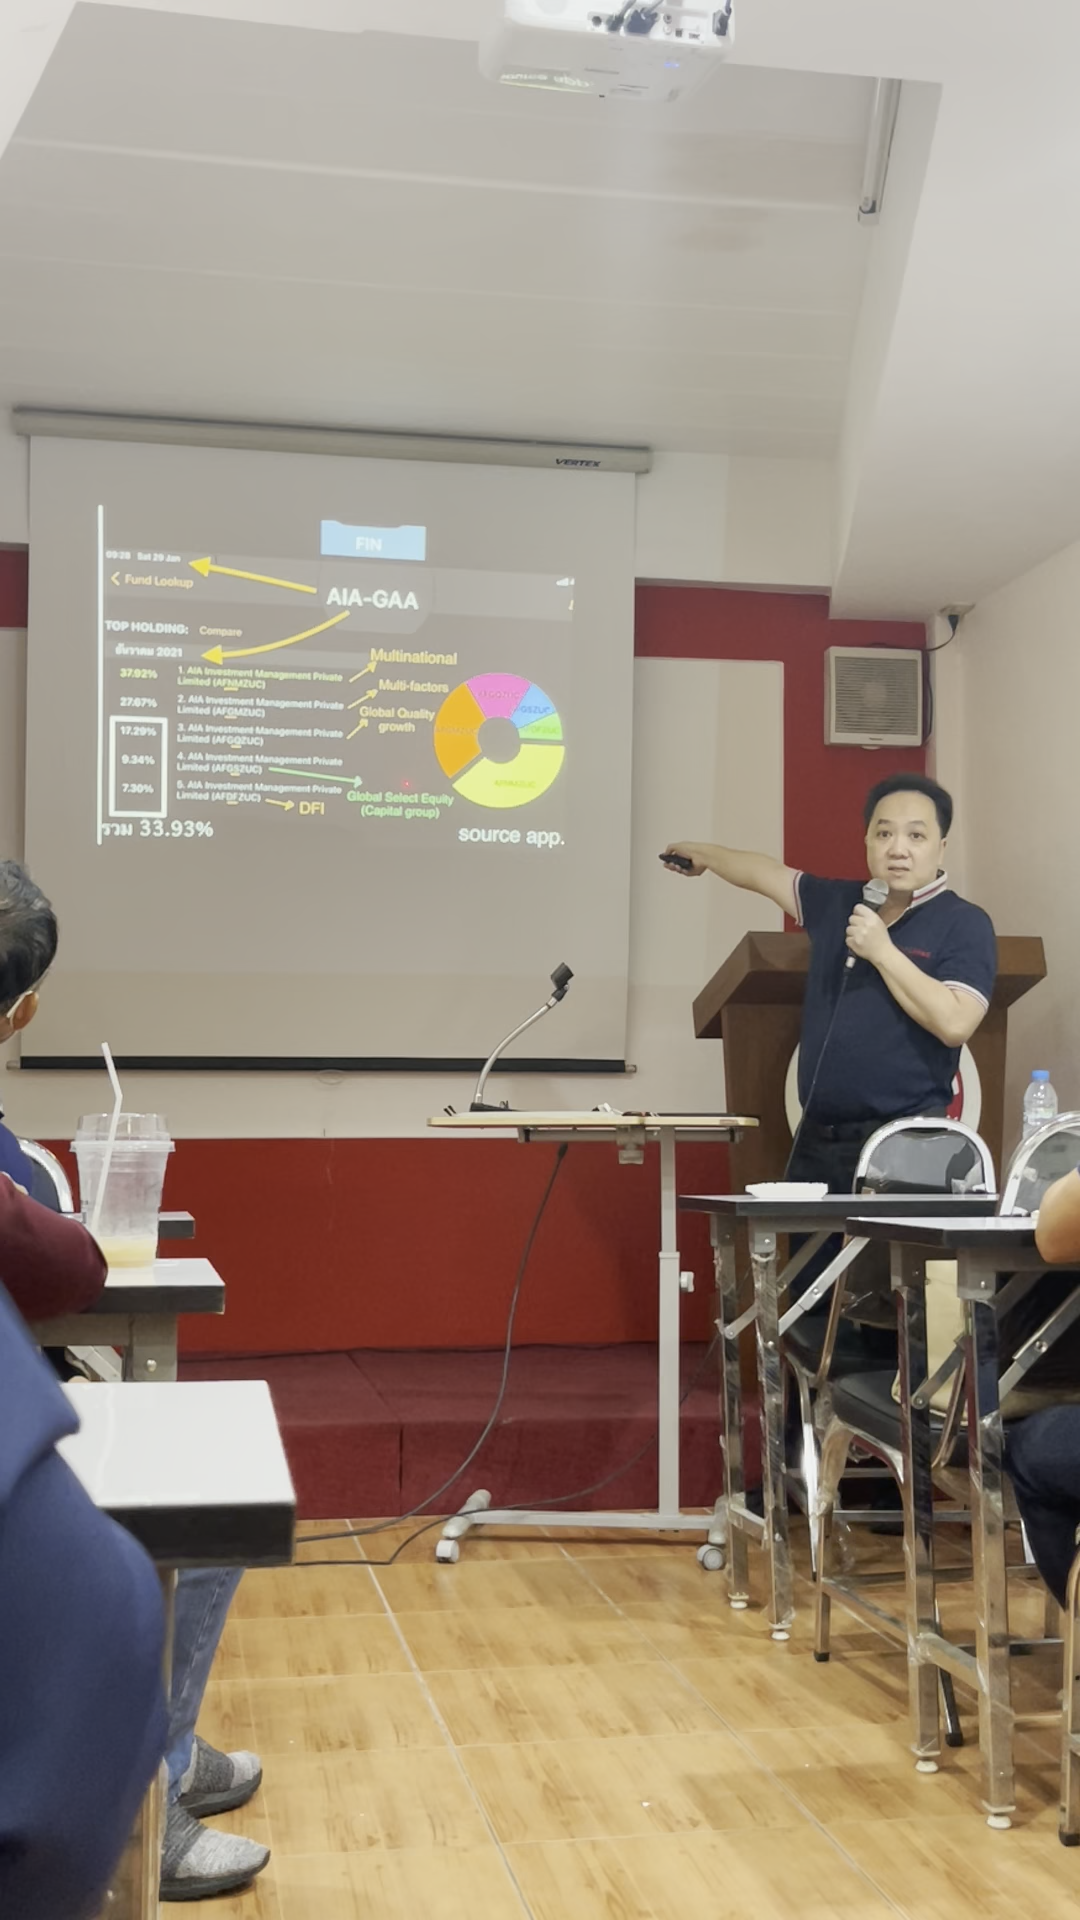 VERTEX
FIN
09:28 Sat 29 Jan
Fund Lookup
AIA-GAA
TOP HOLDING: Compare
ธันวาคม 2021
Multinational
37.92% 1. AIA Investment Management Private
Limited (AFNMZUC)
Multi-factors
27.67% 2. AIA Investment Management Private
Limited (AFGMZUC)
Global Quality
growth
17.29% 3. AIA Investment Management Private
Limited (AFGQZUC)
9.34% 4. AIA Investment Management Private
Limited (AFGSZUC)
7.30% 5. AIA Investment Management Private
Limited (AFDFZUC)
DFI
Global Select Equity
(Capital group)
รวม 33.93%
source app.